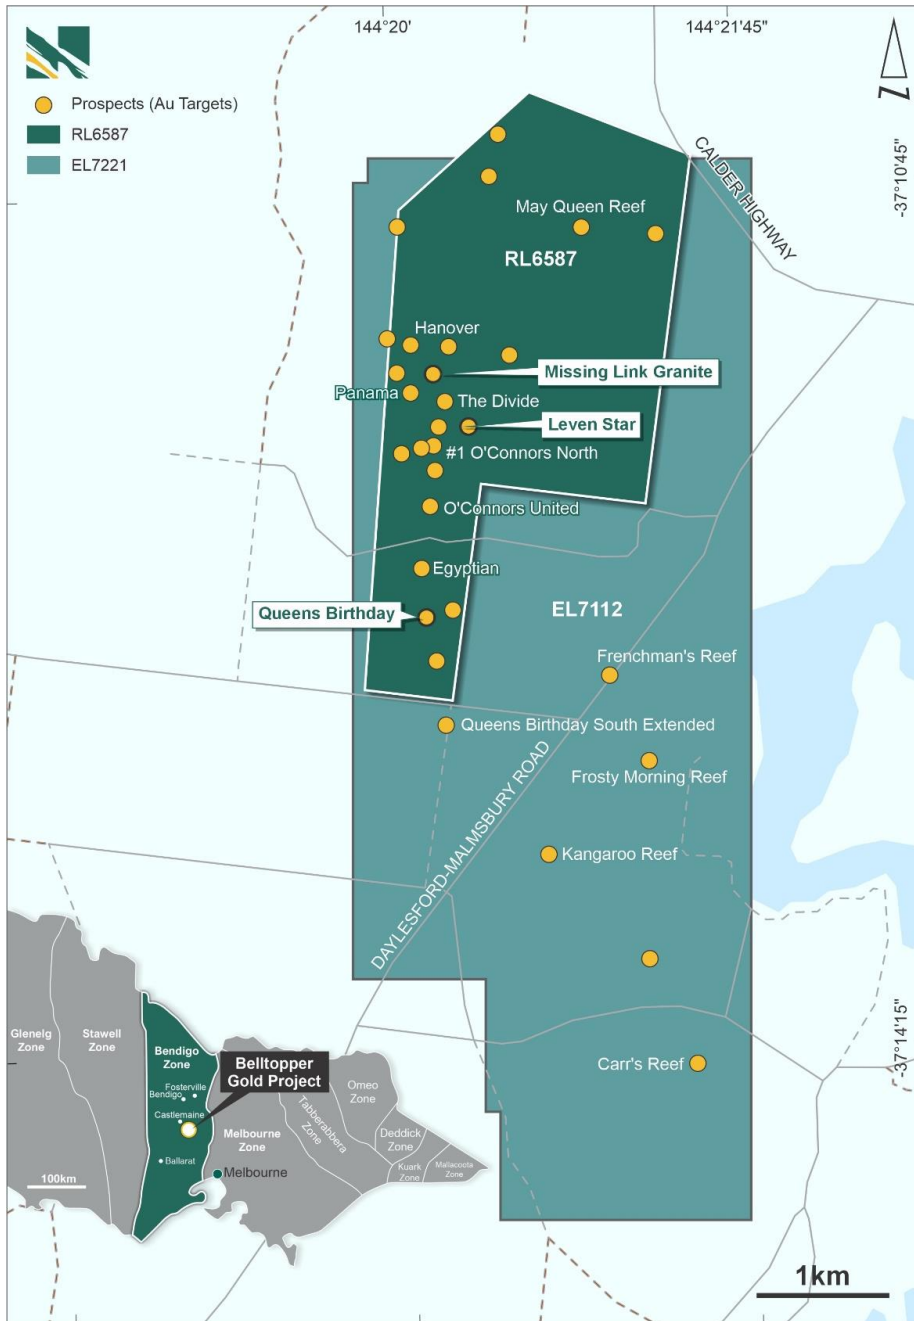 144°20'
144°21'45"
Prospects (Au Targets)
RL6587
EL7221
N
-37°10'45"
CALDER HIGHWAY
May Queen Reef
RL6587
Hanover
Missing Link Granite
Panama
The Divide
Leven Star
#1 O'Connors North
O'Connors United
Egyptian
EL7112
Queens Birthday
Frenchman's Reef
Queens Birthday South Extended
DAYLESFORD-MALMSBURY ROAD
Frosty Morning Reef
Kangaroo Reef
-37°14'15"
Carr's Reef
Glenelg
Zone
Stawell
Zone
Bendigo
Zone
Fosterville
Bendigo
Castlemaine
Ballarat
Belltopper
Gold Project
Melbourne
Zone
Melbourne
Tabberabbera
Zone
Omeo
Zone
Deddick
Zone
Kuark
Zone
Mallacoota
Zone
100km
1km